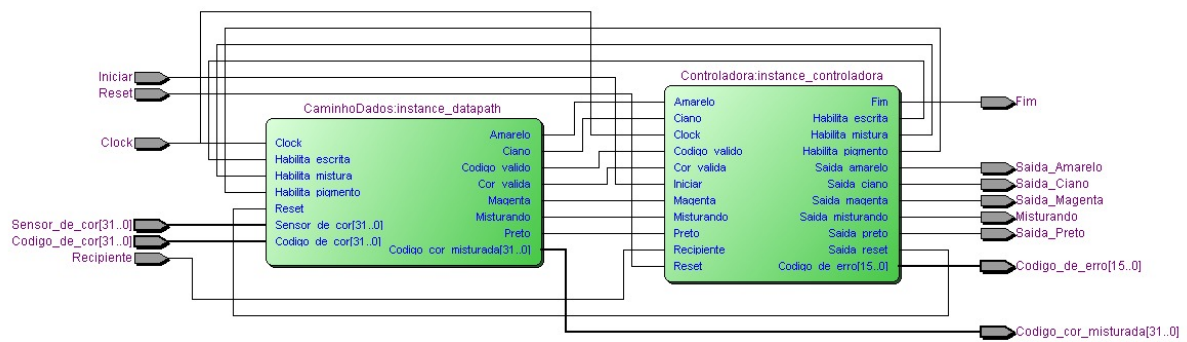 Iniciar
Reset
Clock
Sensor_de_cor[31..0]
Codigo_de_cor[31..0]
Recipiente
CaminhoDados:instance_datapath
Clock
Habilita escrita
Habilita mistura
Habilita pigmento
Reset
Sensor de cor[31..0]
Codigo de cor[31..0]
Amarelo
Ciano
Codigo valido
Cor valida
Magenta
Misturando
Preto
Codigo cor misturada[31..0]
Controladora:instance_controladora
Amarelo
Ciano
Clock
Codigo valido
Cor valida
Iniciar
Magenta
Misturando
Preto
Recipiente
Reset
Fim
Habilita escrita
Habilita mistura
Habilita pigmento
Saida amarelo
Saida ciano
Saida magenta
Saida misturando
Saida preto
Saida reset
Codigo de erro[15..0]
Fim
Saida_Amarelo
Saida_Ciano
Saida_Magenta
Misturando
Saida_Preto
Codigo_de_erro[15..0]
Codigo_cor_misturada[31..0]